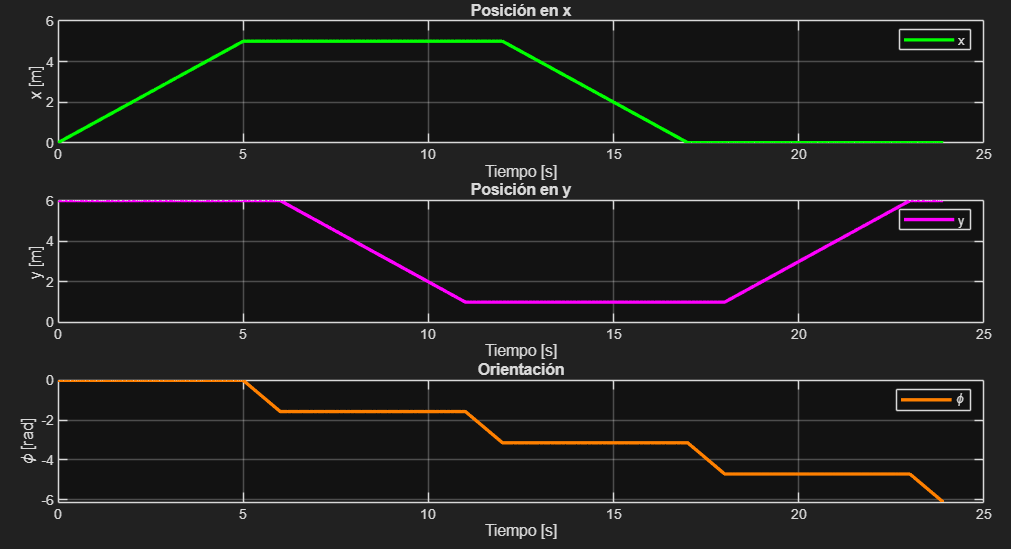 Posición en x
6
4
2
0
x [m]
x
0 5 10 15 20 25
Tiempo [s]
Posición en y
6
4
2
0
y [m]
y
0 5 10 15 20 25
Tiempo [s]
Orientación
0
-2
-4
-6
ϕ [rad]
ϕ
0 5 10 15 20 25
Tiempo [s]